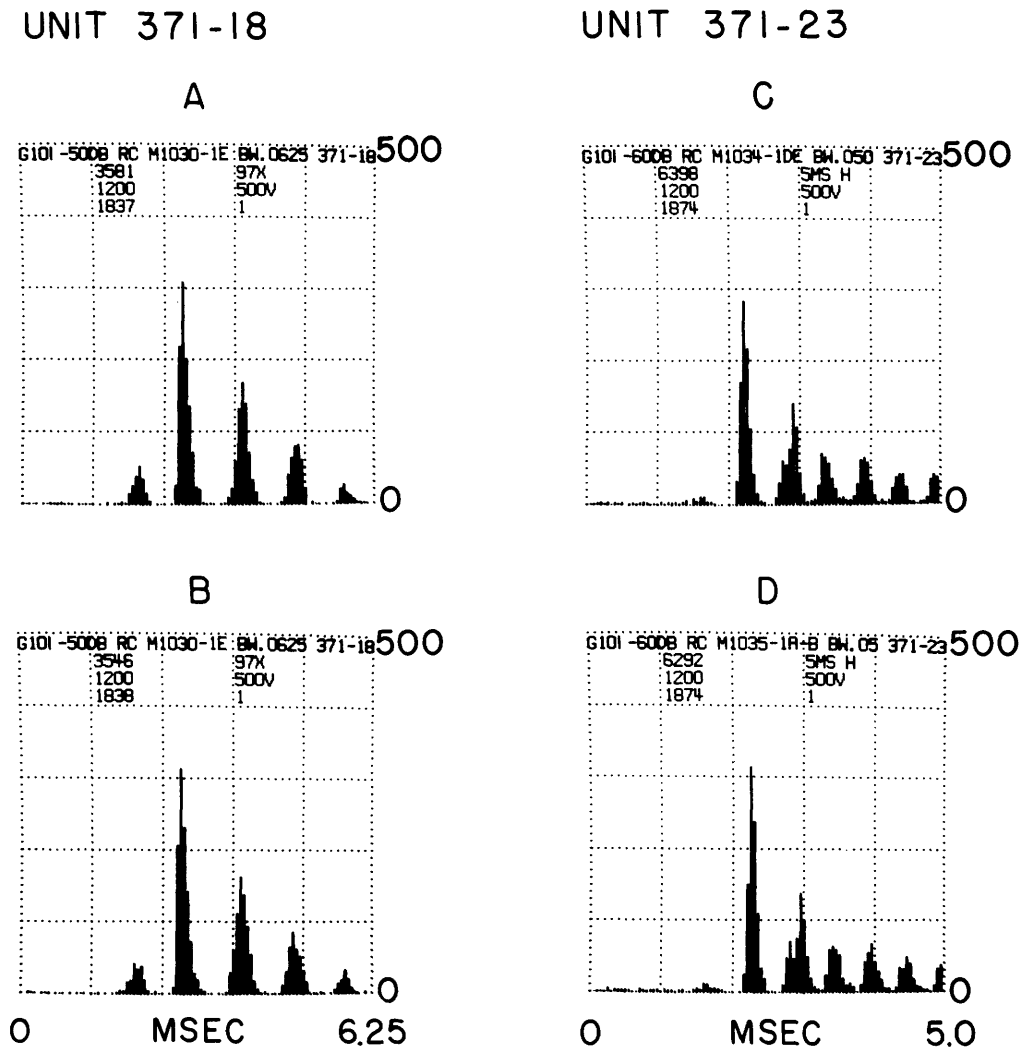 UNIT 371-18
UNIT 371-23
A
G101 -50DB RC M1030-1E BW.0625 371-18
500
3581 97X
1200 500V
1837 1
0
C
G101 -60DB RC M1034-1DE BW.050 371-23
500
6398 5MS H
1200 500V
1874 1
0
B
G101 -50DB RC M1030-1E BW.0625 371-18
500
3546 97X
1200 500V
1838 1
0
0 MSEC 6.25
D
G101 -60DB RC M1035-1A-B BW.05 371-23
500
6292 5MS H
1200 500V
1874 1
0
0 MSEC 5.0